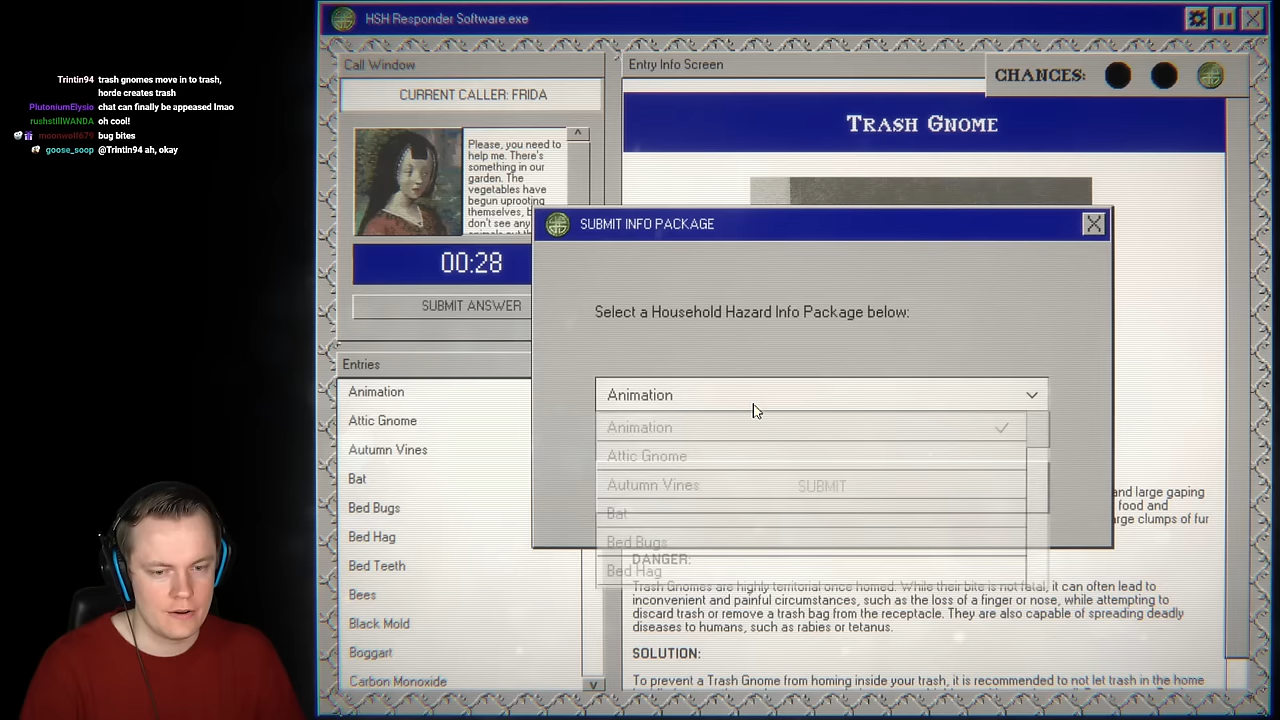 HSH Responder Software.exe
Call Window
Entry Info Screen
CHANCES:
CURRENT CALLER: FRIDA
Trash Gnome
Trintin94 trash gnomes move in to trash,
horde creates trash
PlutoniumElysio chat can finally be appeased lmao
rushstillWANDA oh cool!
moonwolf679 bug bites
goose_soop @Trintin94 ah, okay
Please, you need to
help me. There's
something in our
garden. The
vegetables have
begun uprooting
themselves,
don't see any
00:28
SUBMIT ANSWER
SUBMIT INFO PACKAGE
Select a Household Hazard Info Package below:
Animation
Animation
Attic Gnome
Autumn Vines
Bat
Bed Bugs
Bed Hag
SUBMIT
Entries
Animation
Attic Gnome
Autumn Vines
Bat
Bed Bugs
Bed Hag
Bed Teeth
Bees
Black Mold
Boggart
Carbon Monoxide
and large gaping
food and
large clumps of fur
DANGER:
Trash Gnomes are highly territorial once homed. While their bite is not fatal, it can often lead to
inconvenient and painful circumstances, such as the loss of a finger or nose, while attempting to
discard trash or remove a trash bag from the receptacle. They are also capable of spreading deadly
diseases to humans, such as rabies or tetanus.
SOLUTION:
To prevent a Trash Gnome from homing inside your trash, it is recommended to not let trash in the home